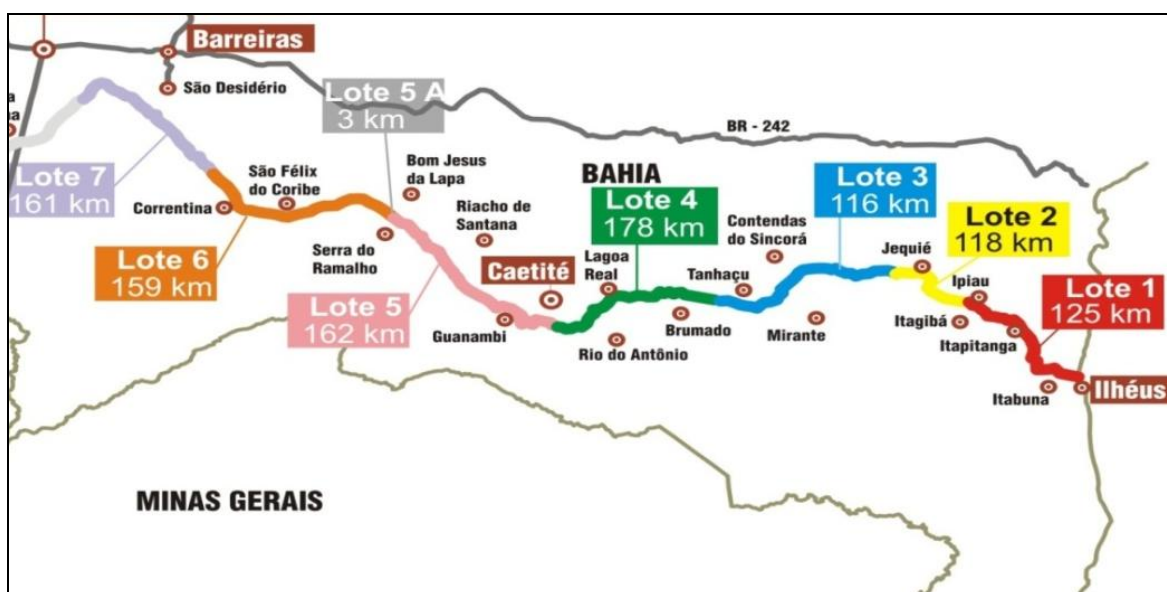 Barreiras
São Desidério
Lote 5 A
3 km
BR - 242
Lote 7
161 km
São Félix
do Coribe
Bom Jesus
da Lapa
BAHIA
Lote 3
116 km
Correntina
Riacho de
Santana
Lote 4
178 km
Contendas
do Sincorá
Lote 2
118 km
Jequié
Lote 6
159 km
Serra do
Ramalho
Caetité
Lagoa
Real
Tanhaçu
Ipiau
Lote 1
125 km
Lote 5
162 km
Guanambi
Rio do Antônio
Brumado
Mirante
Itagibá
Itapitanga
Itabuna
Ilhéus
MINAS GERAIS